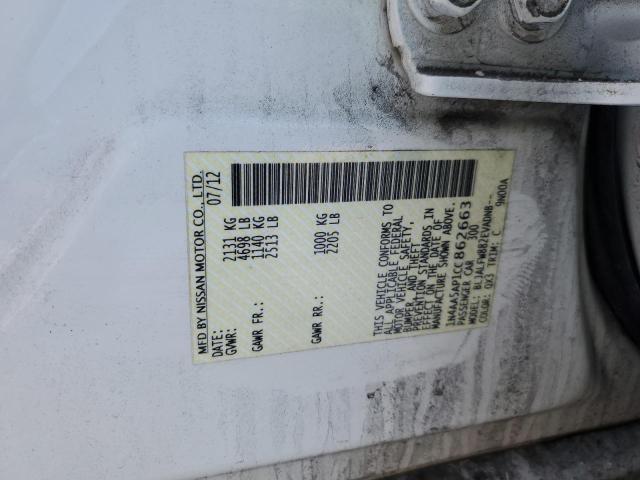 MFD BY NISSAN MOTOR CO., LTD.
DATE: 07/12
GVWR: 2131 KG
4698 LB
GAWR FR.: 1140 KG
2513 LB
GAWR RR.: 1000 KG
2205 LB
THIS VEHICLE CONFORMS TO
ALL APPLICABLE FEDERAL
MOTOR VEHICLE SAFETY,
BUMPER, AND THEFT
PREVENTION STANDARDS IN
EFFECT ON THE DATE OF
MANUFACTURE SHOWN ABOVE.
1N4AA5AP1CC862663
PASSENGER CAR 300
MODEL:
COLOR: QX3 TRIM: C 9N00A